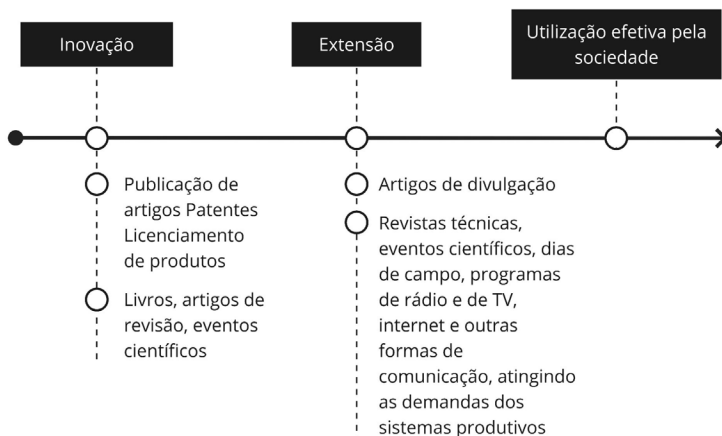 Inovação
Extensão
Utilização efetiva pela
sociedade
Publicação de
artigos Patentes
Licenciamento
de produtos
Livros, artigos de
revisão, eventos
científicos
Artigos de divulgação
Revistas técnicas,
eventos científicos, dias
de campo, programas
de rádio e de TV,
internet e outras
formas de
comunicação, atingindo
as demandas dos
sistemas produtivos